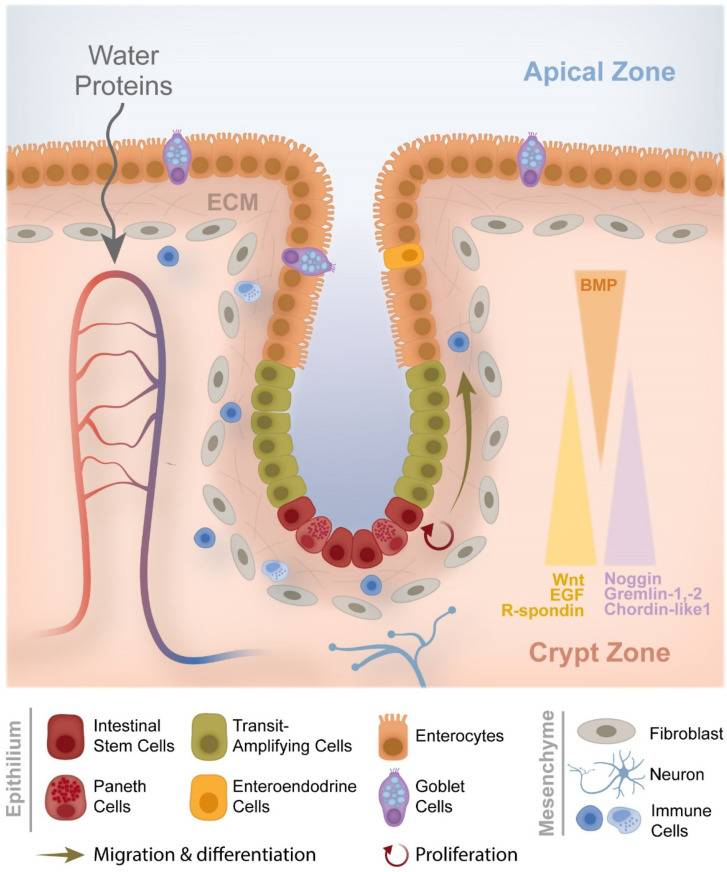 Water
Proteins
Apical Zone
ECM
BMP
Wnt
EGF
R-spondin
Noggin
Gremlin-1,-2
Chordin-like1
Crypt Zone
Epithilium
Intestinal
Stem Cells
Transit-
Amplifying Cells
Enterocytes
Paneth
Cells
Enteroendodrine
Cells
Goblet
Cells
Mesenchyme
Fibroblast
Neuron
Immune
Cells
Migration & differentiation
Proliferation